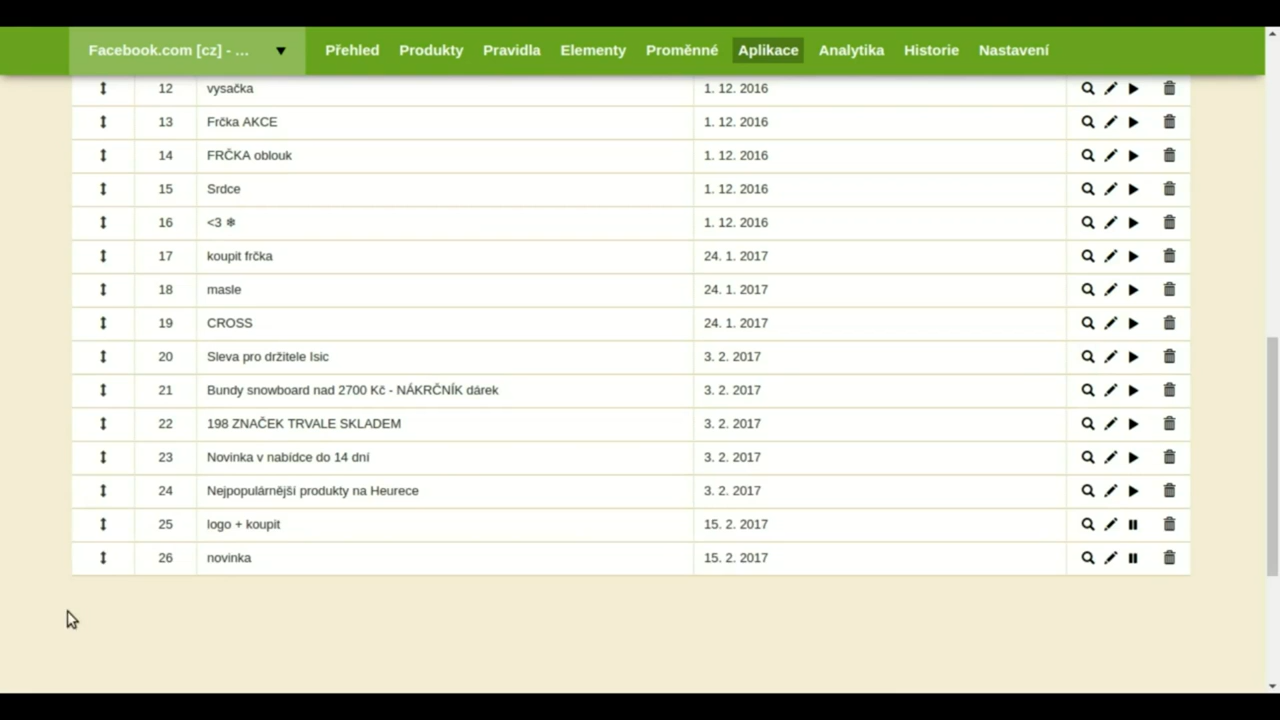 Facebook.com [cz] - ... Přehled Produkty Pravidla Elementy Proměnné Aplikace Analytika Historie Nastavení
12 vysačka 1. 12. 2016
13 Frčka AKCE 1. 12. 2016
14 FRČKA oblouk 1. 12. 2016
15 Srdce 1. 12. 2016
16 <3 ❄ 1. 12. 2016
17 koupit frčka 24. 1. 2017
18 masle 24. 1. 2017
19 CROSS 24. 1. 2017
20 Sleva pro držitele Isic 3. 2. 2017
21 Bundy snowboard nad 2700 Kč - NÁKRČNÍK dárek 3. 2. 2017
22 198 ZNAČEK TRVALE SKLADEM 3. 2. 2017
23 Novinka v nabídce do 14 dní 3. 2. 2017
24 Nejpopulárnější produkty na Heurece 3. 2. 2017
25 logo + koupit 15. 2. 2017
26 novinka 15. 2. 2017